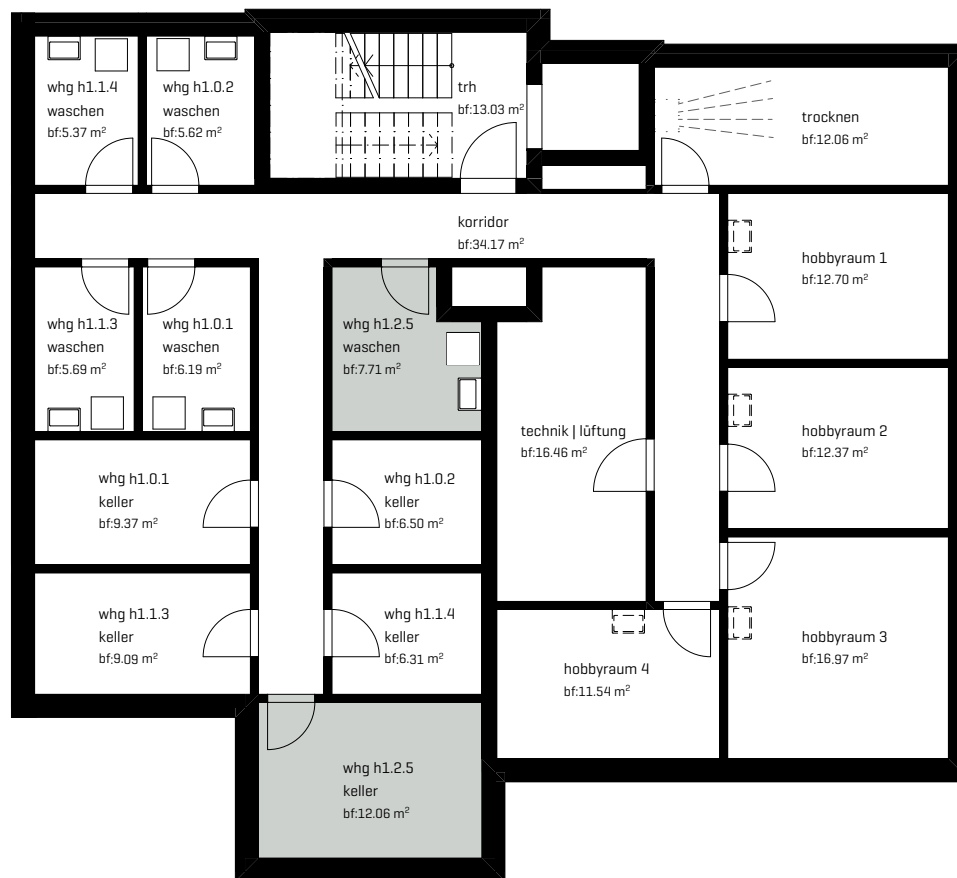 whg h1.1.4
waschen
bf:5.37 m²
whg h1.0.2
waschen
bf:5.62 m²
trh
bf:13.03 m²
trocknen
bf:12.06 m²
korridor
bf:34.17 m²
hobbyraum 1
bf:12.70 m²
whg h1.1.3
waschen
bf:5.69 m²
whg h1.0.1
waschen
bf:6.19 m²
whg h1.2.5
waschen
bf:7.71 m²
technik | lüftung
bf:16.46 m²
hobbyraum 2
bf:12.37 m²
whg h1.0.1
keller
bf:9.37 m²
whg h1.0.2
keller
bf:6.50 m²
whg h1.1.3
keller
bf:9.09 m²
whg h1.1.4
keller
bf:6.31 m²
hobbyraum 4
bf:11.54 m²
hobbyraum 3
bf:16.97 m²
whg h1.2.5
keller
bf:12.06 m²